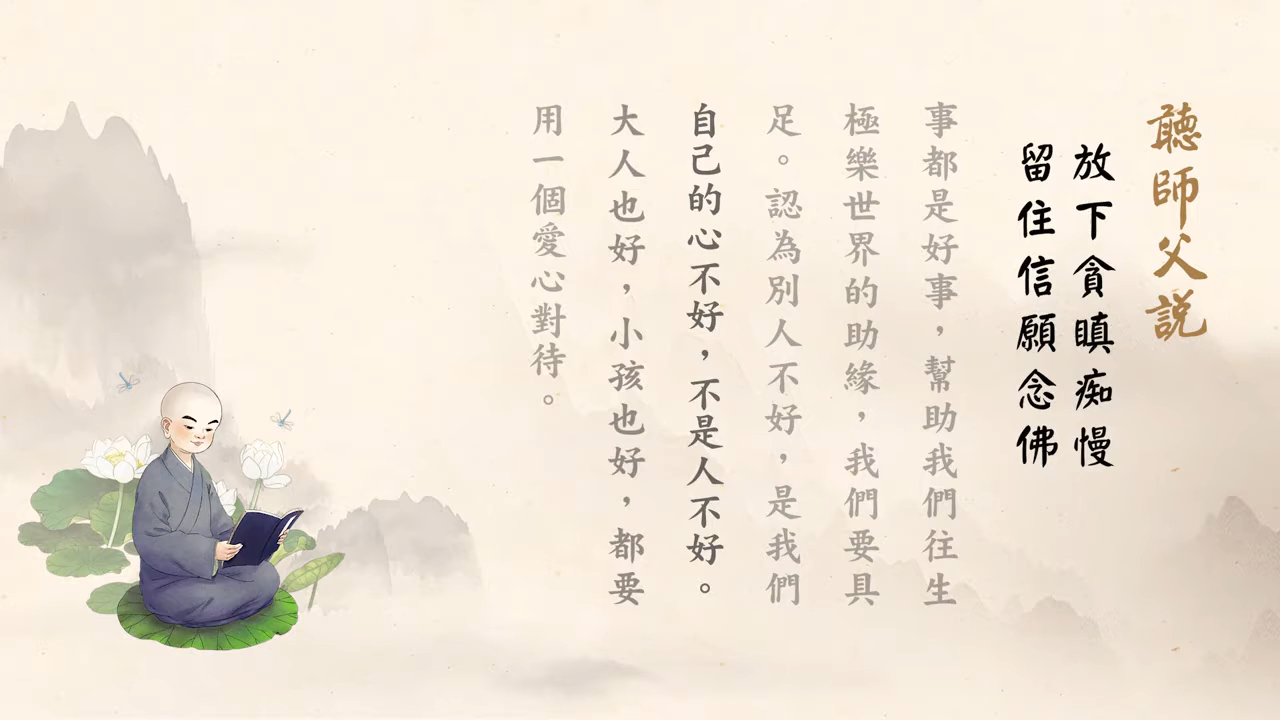 聽師父説
放下貪瞋痴慢
留住信願念佛
事都是好事，幫助我們往生
極樂世界的助緣，我們要具
足。認為別人不好，是我們
自己的心不好，不是人不好。
大人也好，小孩也好，都要
用一個愛心對待。